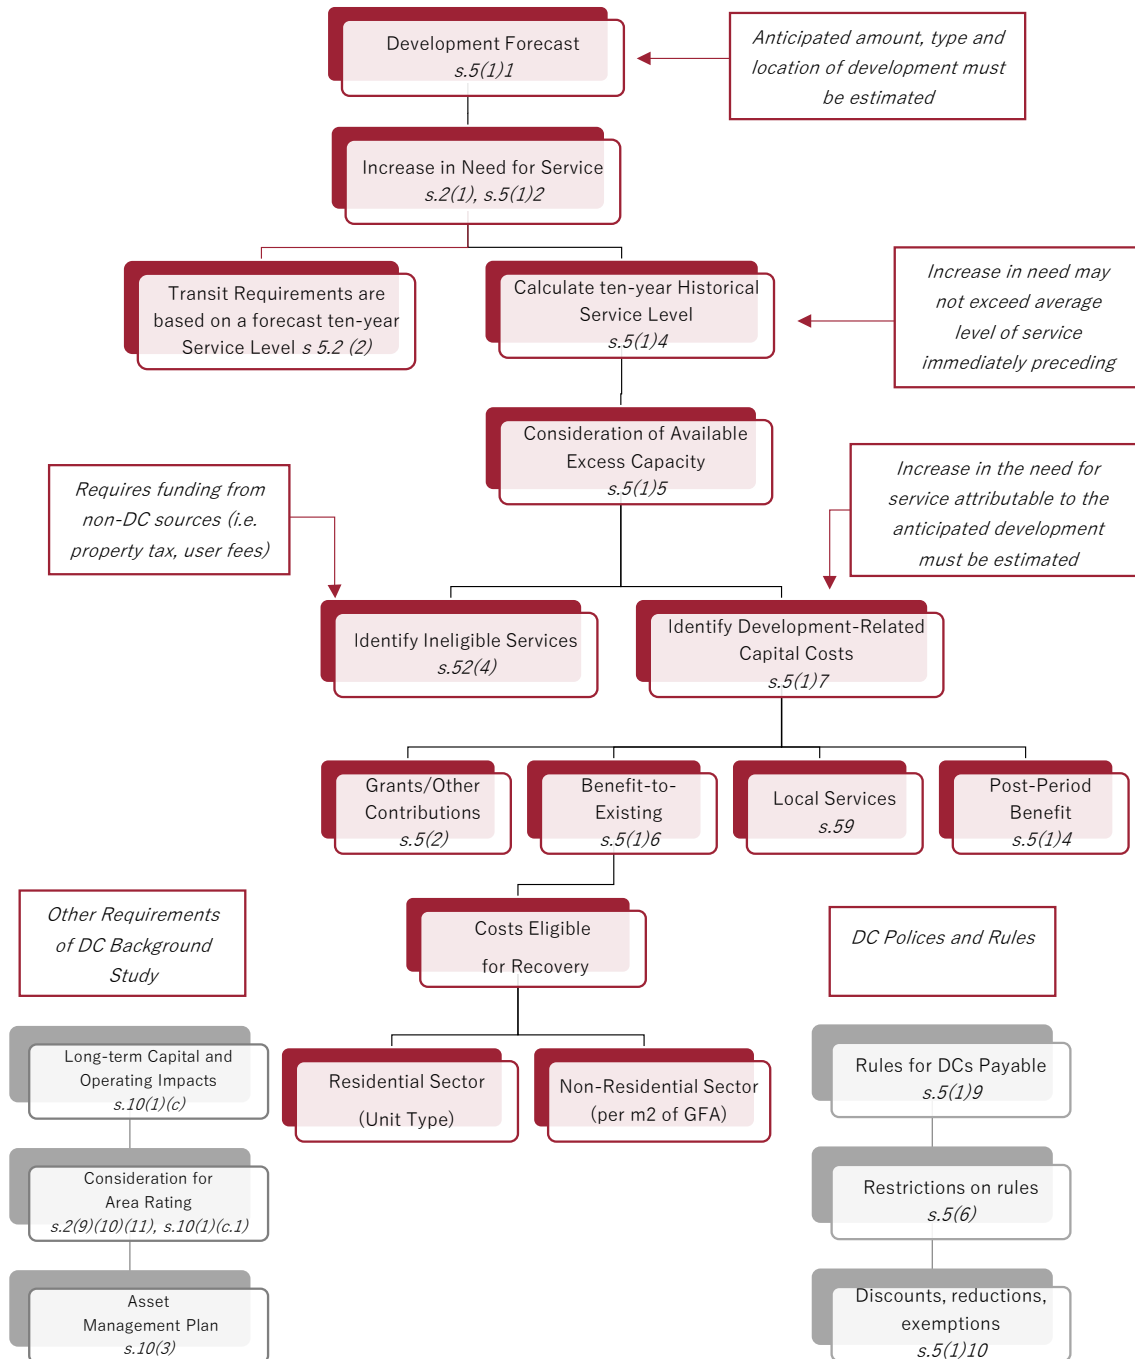 Development Forecast
s.5(1)1
Anticipated amount, type and
location of development must
be estimated
Increase in Need for Service
s.2(1), s.5(1)2
Transit Requirements are
based on a forecast ten-year
Service Level s 5.2 (2)
Calculate ten-year Historical
Service Level
s.5(1)4
Increase in need may
not exceed average
level of service
immediately preceding
Consideration of Available
Excess Capacity
s.5(1)5
Requires funding from
non-DC sources (i.e.
property tax, user fees)
Increase in the need for
service attributable to the
anticipated development
must be estimated
Identify Ineligible Services
s.52(4)
Identify Development-Related
Capital Costs
s.5(1)7
Grants/Other
Contributions
s.5(2)
Benefit-to-
Existing
s.5(1)6
Local Services
s.59
Post-Period
Benefit
s.5(1)4
Other Requirements
of DC Background
Study
Costs Eligible
for Recovery
DC Polices and Rules
Long-term Capital and
Operating Impacts
s.10(1)(c)
Residential Sector
(Unit Type)
Non-Residential Sector
(per m2 of GFA)
Rules for DCs Payable
s.5(1)9
Consideration for
Area Rating
s.2(9)(10)(11), s.10(1)(c.1)
Restrictions on rules
s.5(6)
Asset
Management Plan
s.10(3)
Discounts, reductions,
exemptions
s.5(1)10